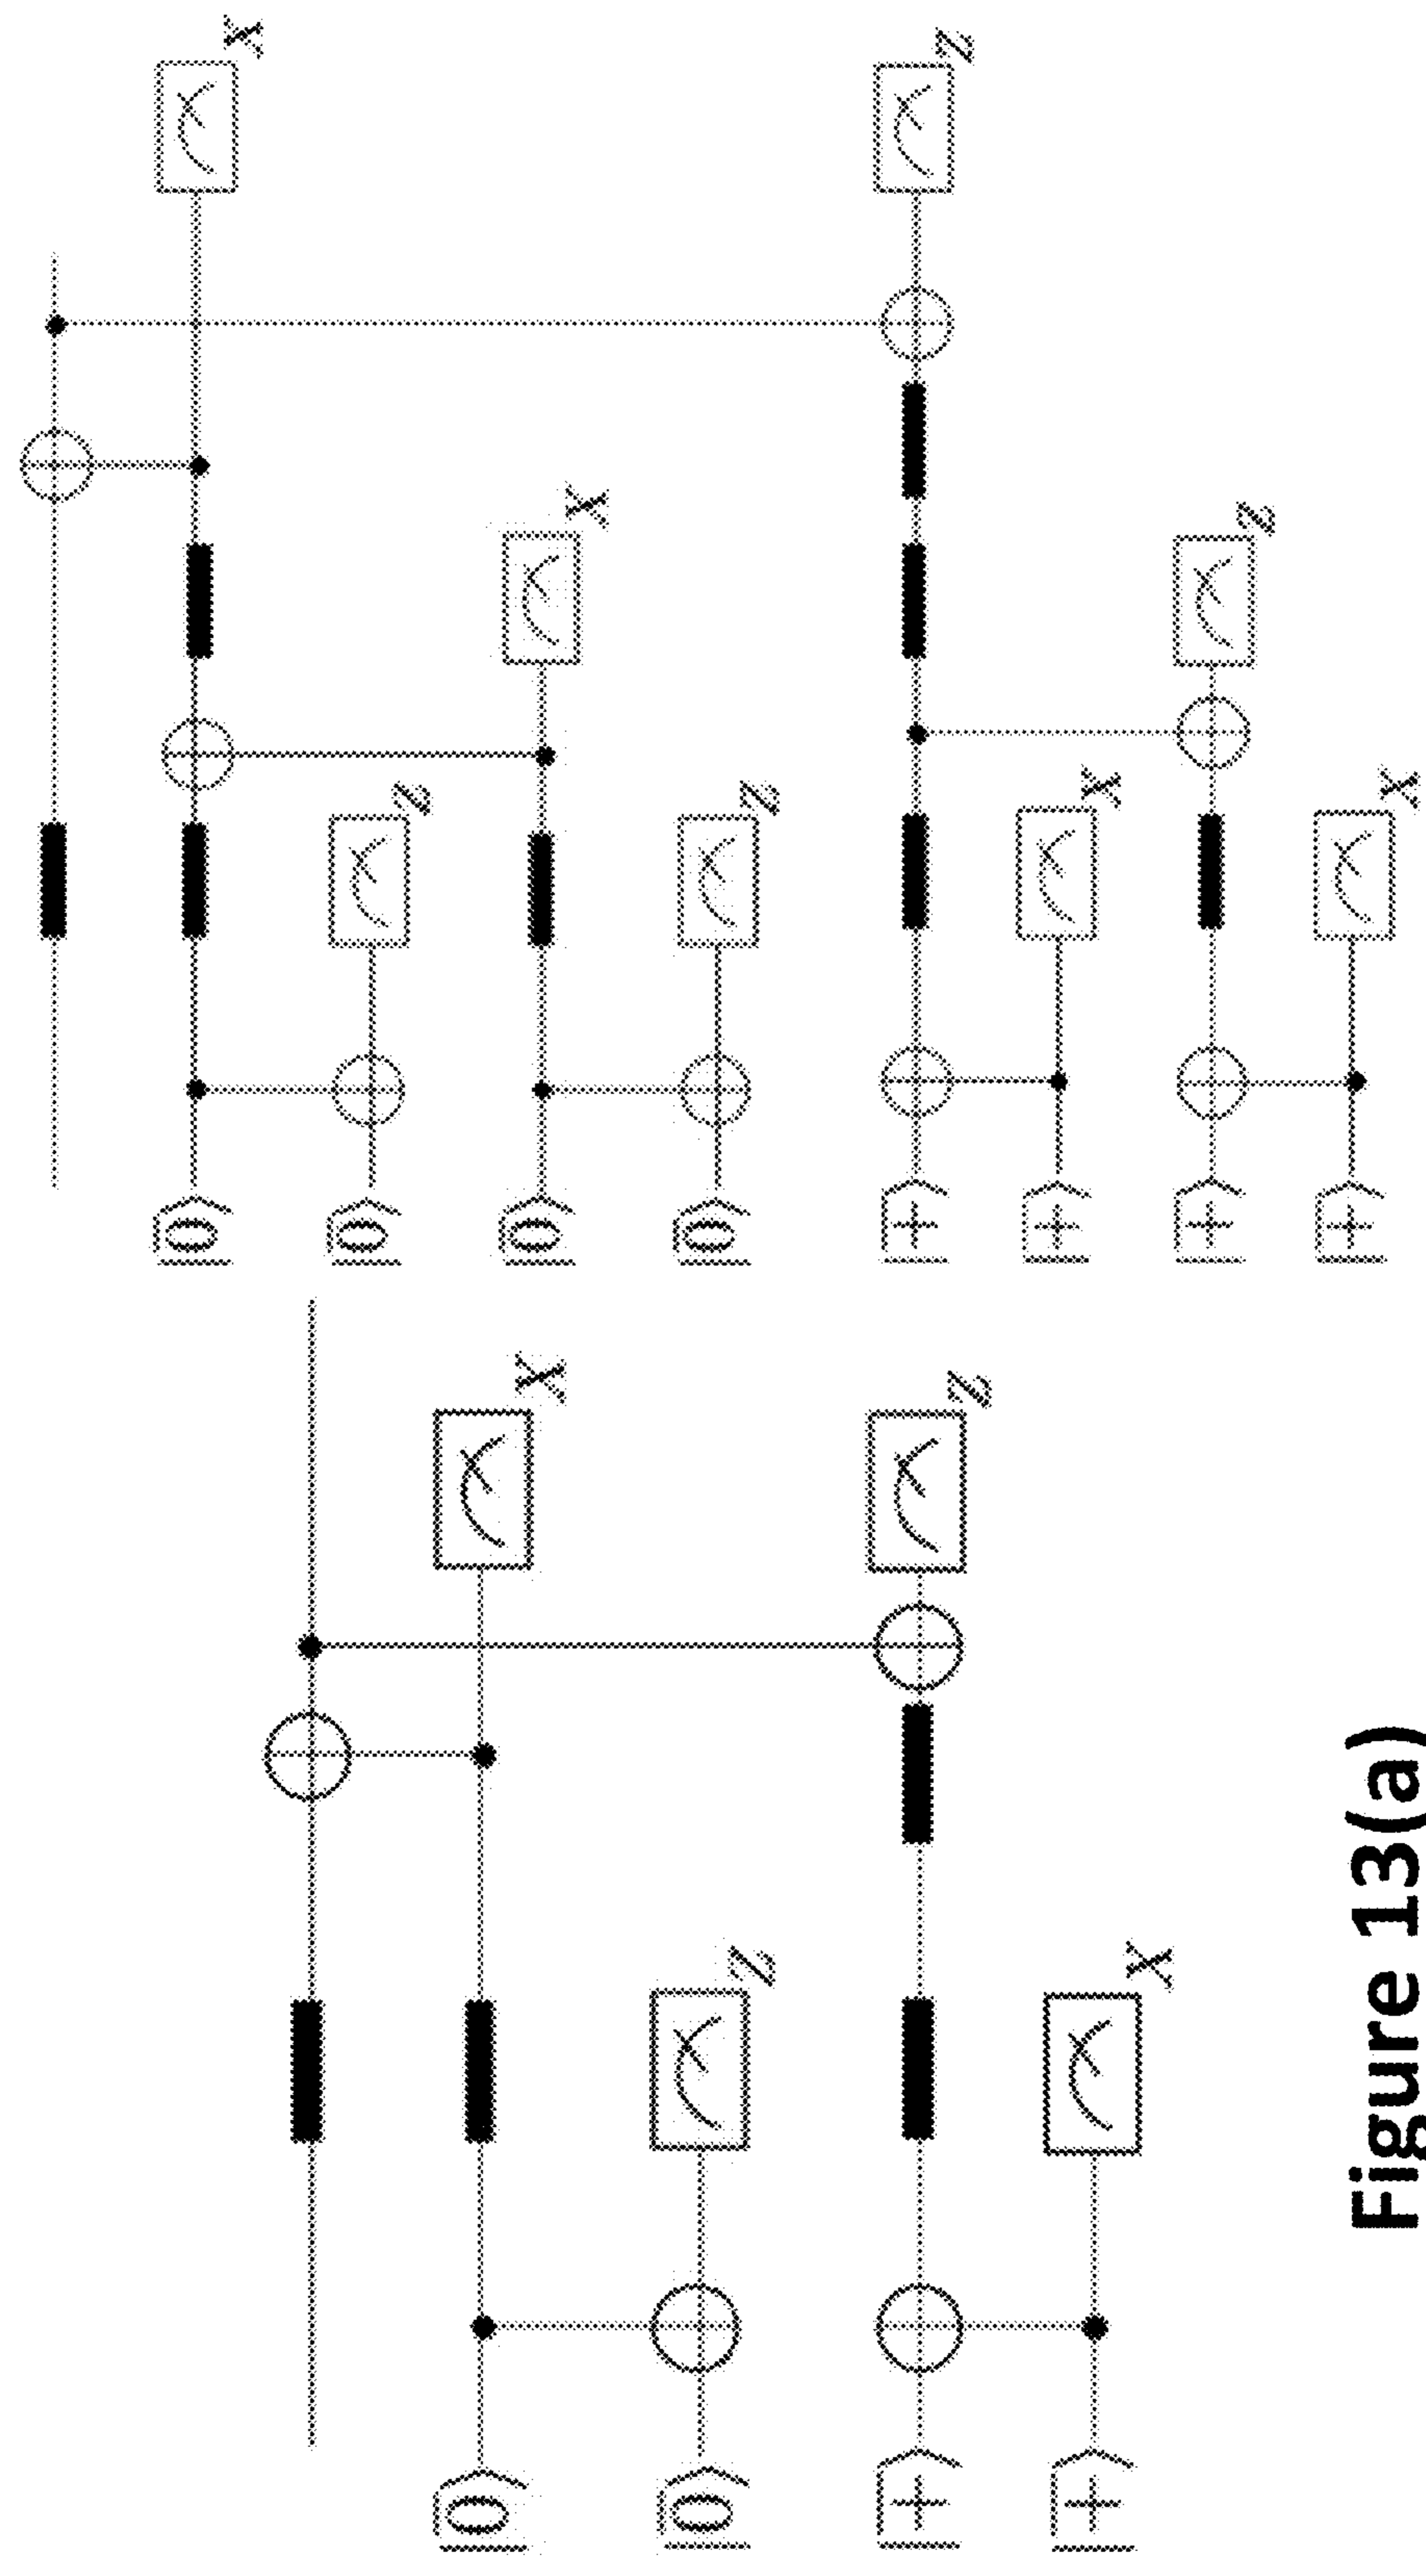 |0̄⟩ X
|0̄⟩ Z
|+̄⟩ Z
|+̄⟩ X
|0̄⟩ X
|0̄⟩ Z
|0̄⟩ X
|0̄⟩ Z
|+̄⟩ Z
|+̄⟩ X
|+̄⟩ Z
|+̄⟩ X
Figure 13(a)